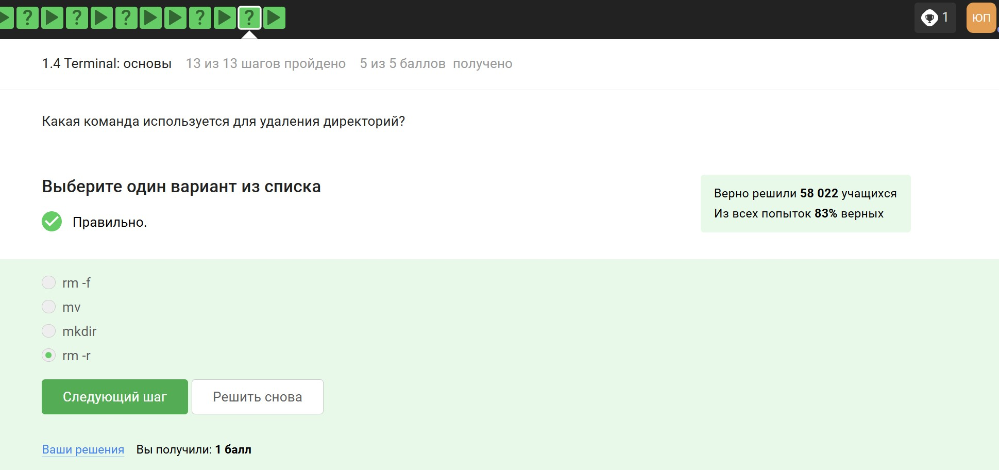 ? ? ? ? ?
1
ЮП
1.4 Terminal: основы 13 из 13 шагов пройдено 5 из 5 баллов получено
Какая команда используется для удаления директорий?
Выберите один вариант из списка
Правильно.
Верно решили 58 022 учащихся
Из всех попыток 83% верных
rm -f
mv
mkdir
rm -r
Следующий шаг
Решить снова
Ваши решения Вы получили: 1 балл